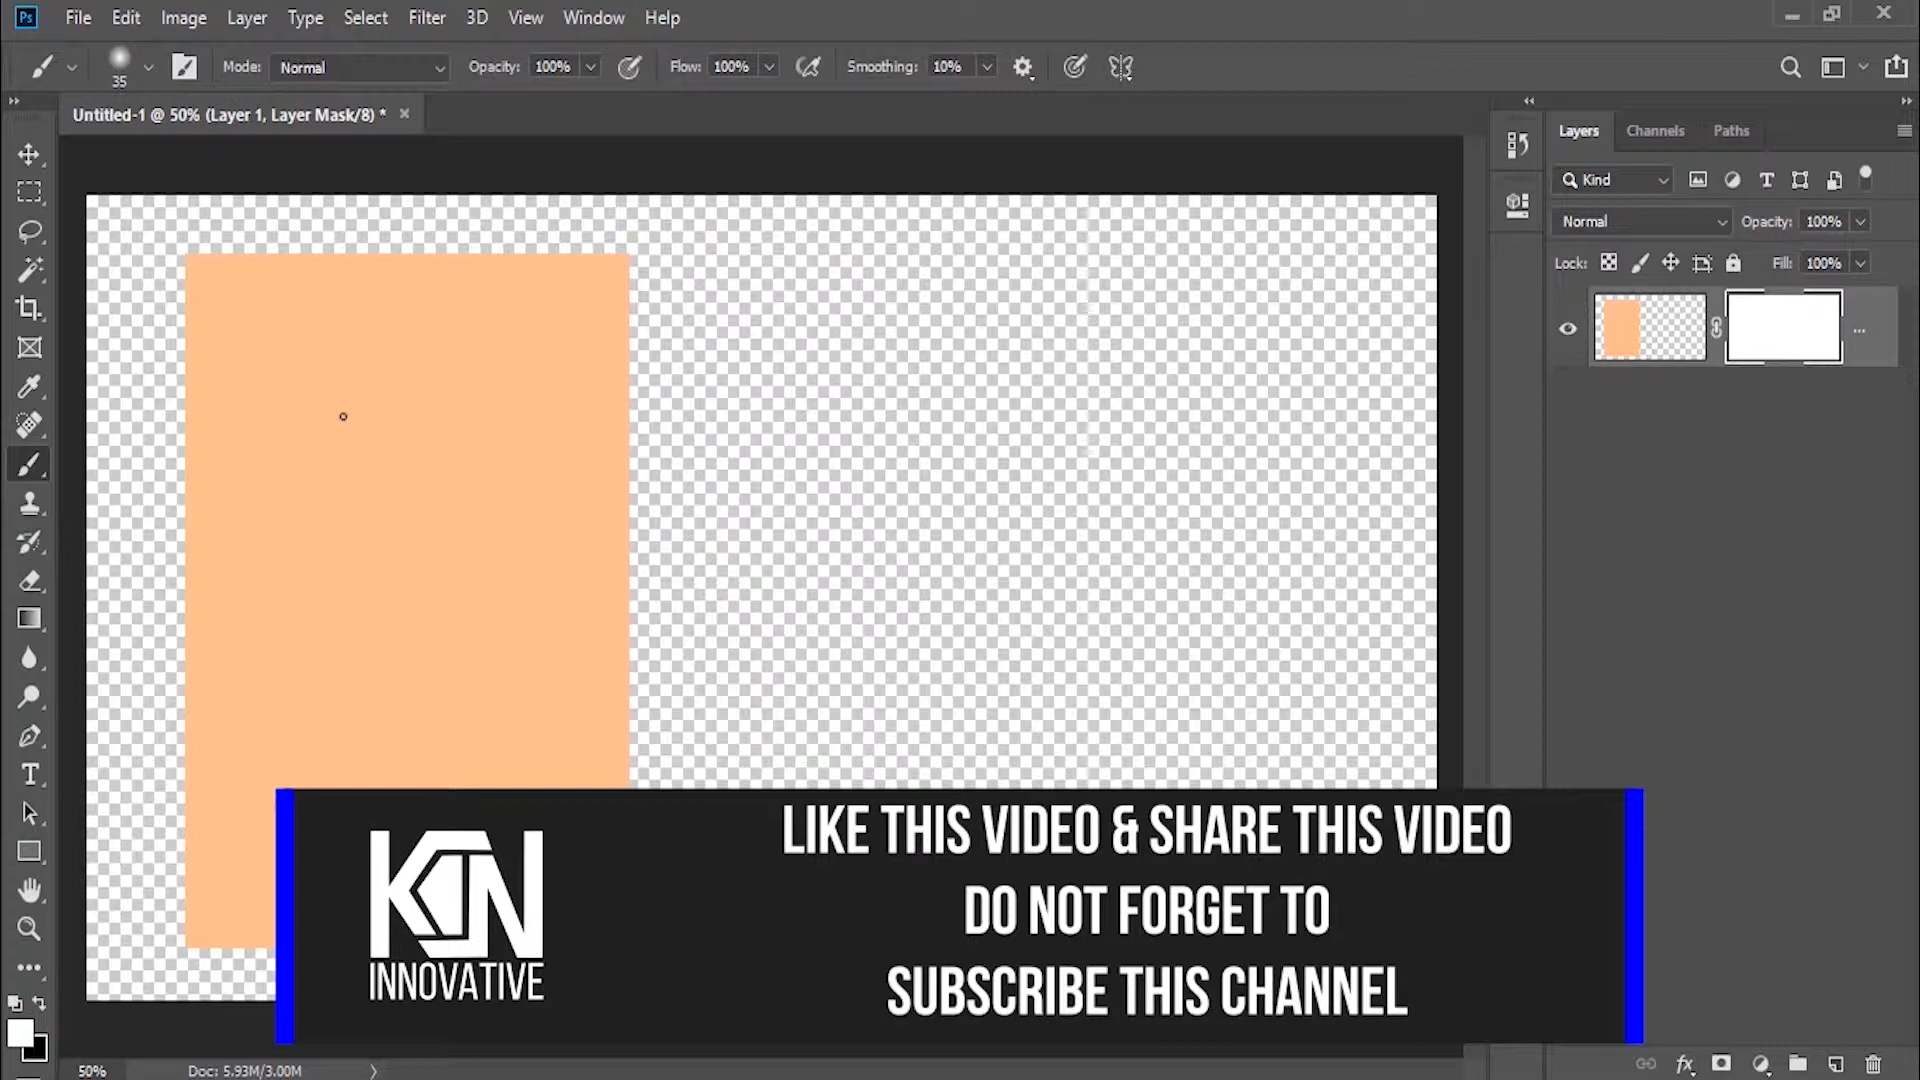 Ps File Edit Image Layer Type Select Filter 3D View Window Help
35 Mode: Normal Opacity: 100% Flow: 100% Smoothing: 10%
Untitled-1 @ 50% (Layer 1, Layer Mask/8) *
Layers Channels Paths
Kind
Normal Opacity: 100%
Lock: Fill: 100%
LIKE THIS VIDEO & SHARE THIS VIDEO
DO NOT FORGET TO
SUBSCRIBE THIS CHANNEL
KN
INNOVATIVE
50% Doc: 5.93M/3.00M